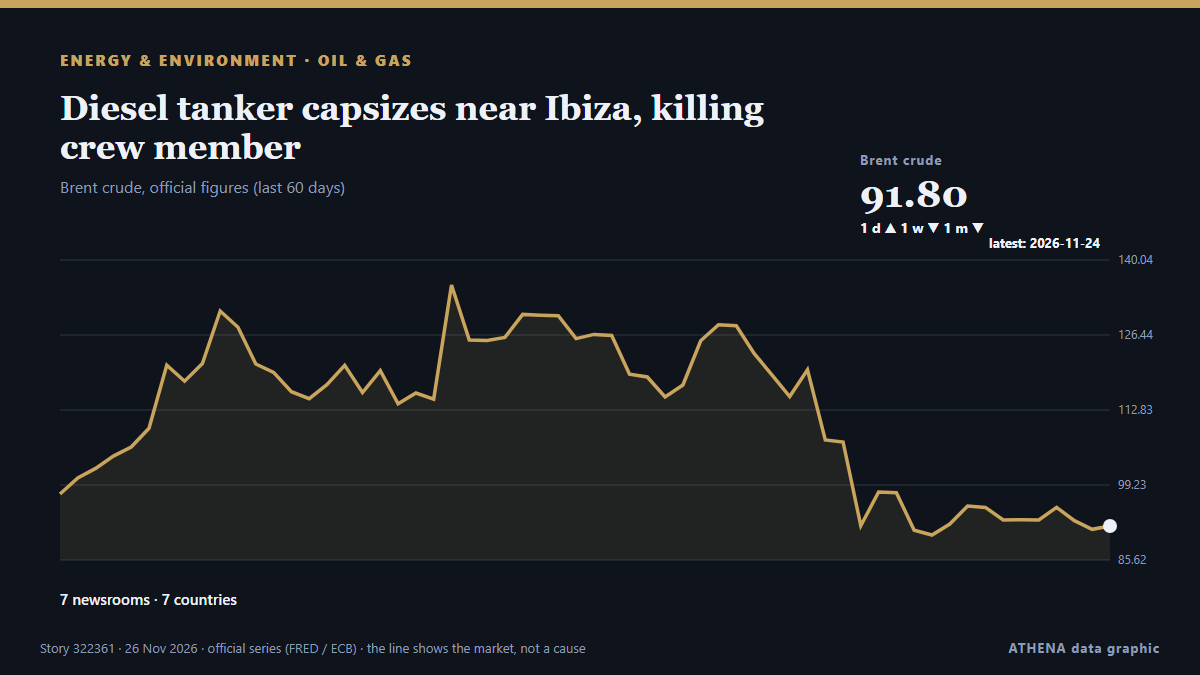 ENERGY & ENVIRONMENT · OIL & GAS
Diesel tanker capsizes near Ibiza, killing
crew member
Brent crude, official figures (last 60 days)
Brent crude
91.80
1 d ▲ 1 w ▼ 1 m ▼
latest: 2026-11-24
140.04
126.44
112.83
99.23
85.62
7 newsrooms · 7 countries
Story 322361 · 26 Nov 2026 · official series (FRED / ECB) · the line shows the market, not a cause
ATHENA data graphic